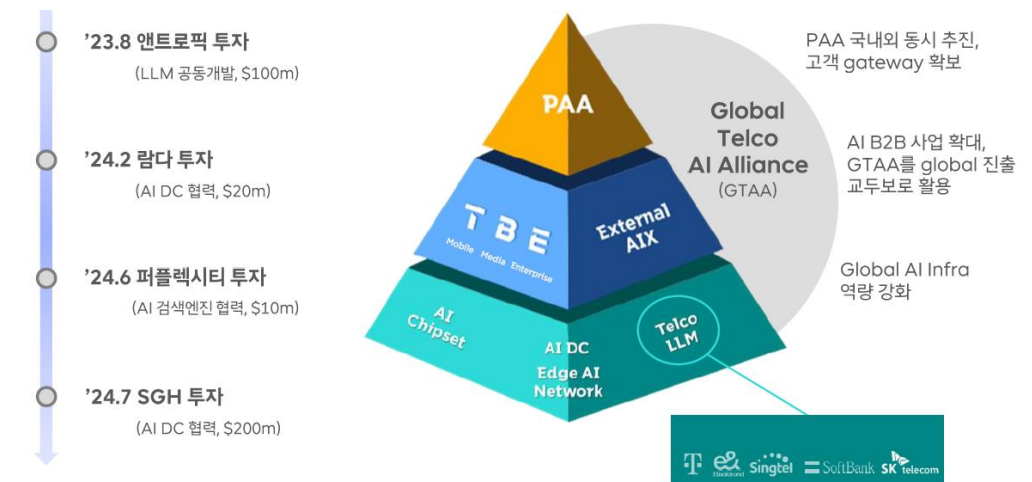 ’23.8 앤트로픽 투자
(LLM 공동개발, $100m)
’24.2 람다 투자
(AI DC 협력, $20m)
’24.6 퍼플렉시티 투자
(AI 검색엔진 협력, $10m)
’24.7 SGH 투자
(AI DC 협력, $200m)
PAA
T B E
Mobile Media Enterprise
External
AIX
AI
Chipset
AI DC
Edge AI
Network
Telco
LLM
Global
Telco
AI Alliance
(GTAA)
PAA 국내외 동시 추진,
고객 gateway 확보
AI B2B 사업 확대,
GTAA를 global 진출
교두보로 활용
Global AI Infra
역량 강화
T e& Singtel SoftBank SK telecom